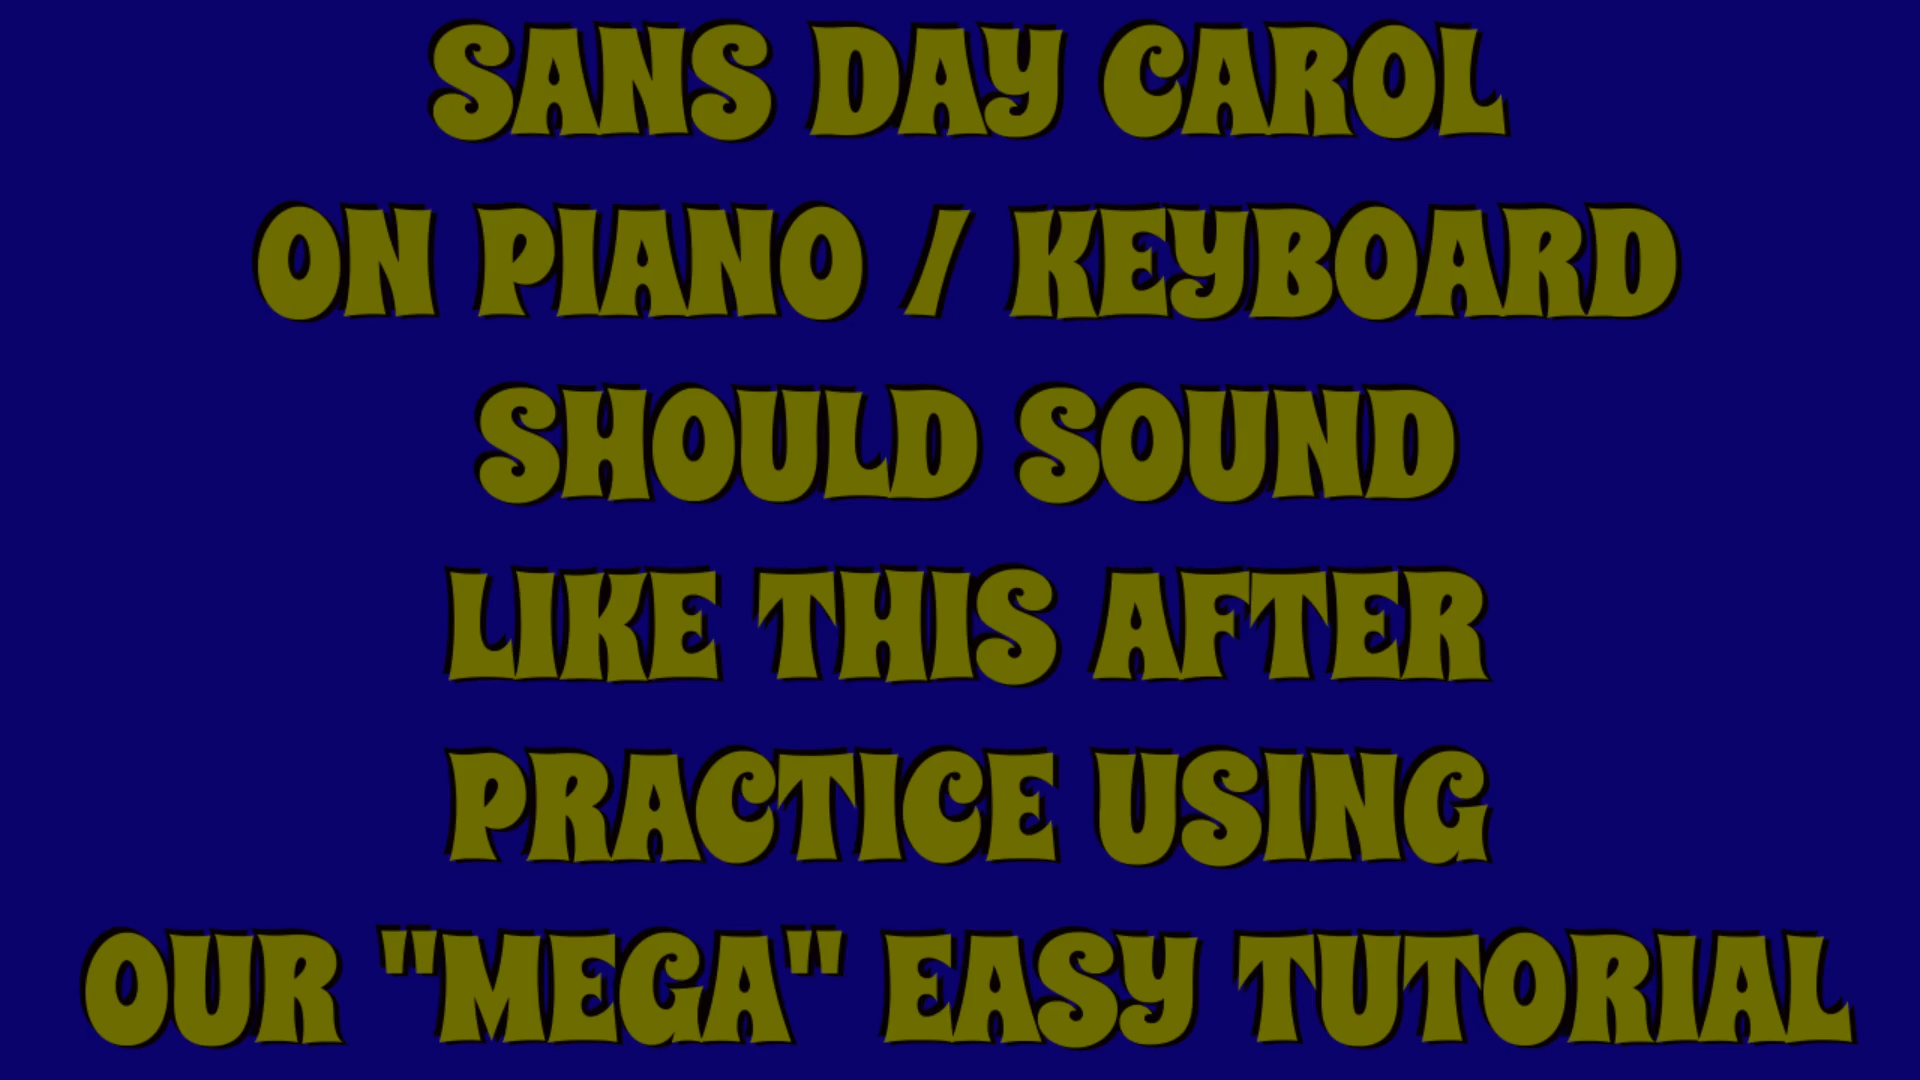 SANS DAY CAROL
ON PIANO / KEYBOARD
SHOULD SOUND
LIKE THIS AFTER
PRACTICE USING
OUR "MEGA" EASY TUTORIAL